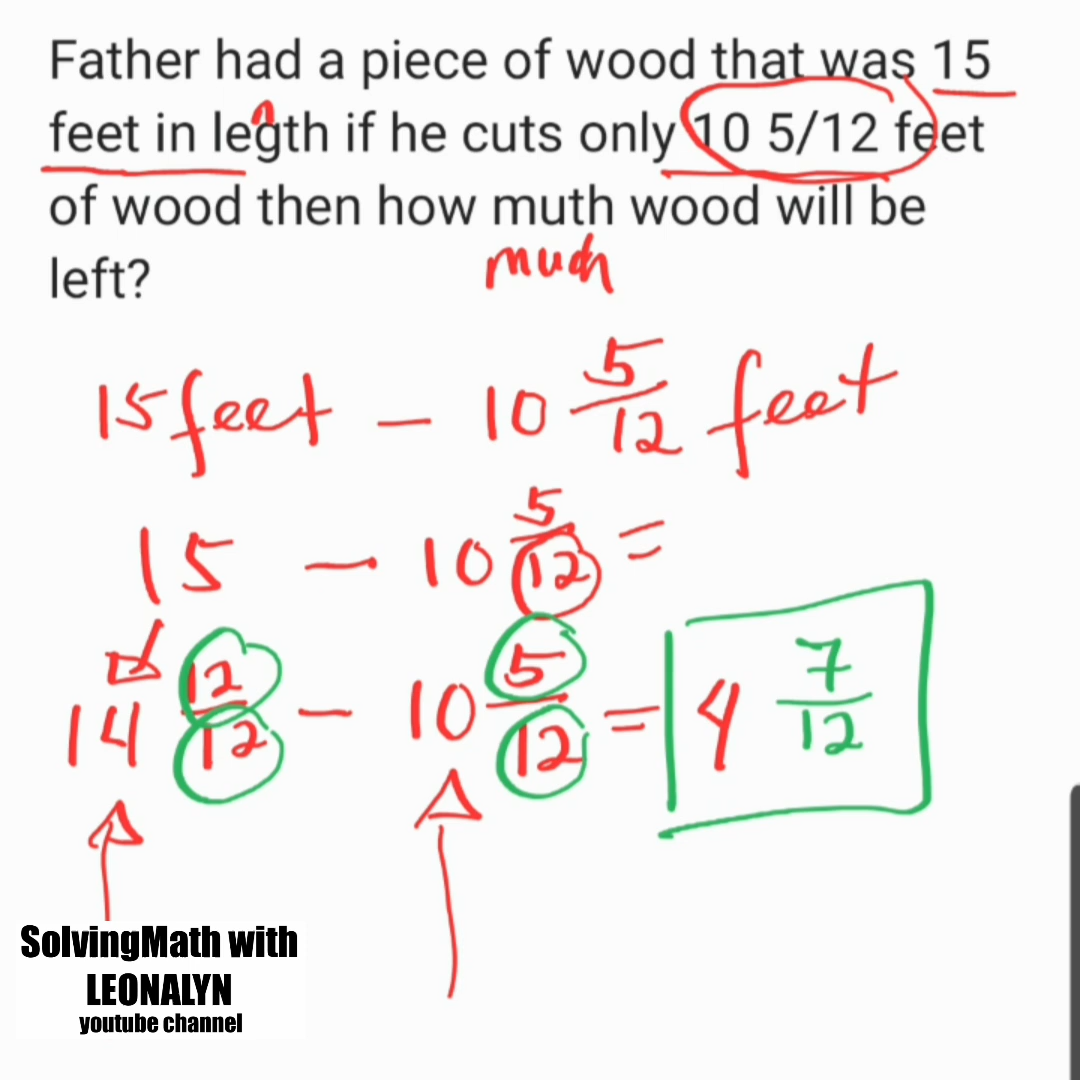 Father had a piece of wood that was 15
feet in legth if he cuts only 10 5/12 feet
n
of wood then how muth wood will be
much
left?
15 feet - 10 5/12 feet
15 - 10 5/12 =
14 12/12 - 10 5/12 = 4 7/12
SolvingMath with
LEONALYN
youtube channel